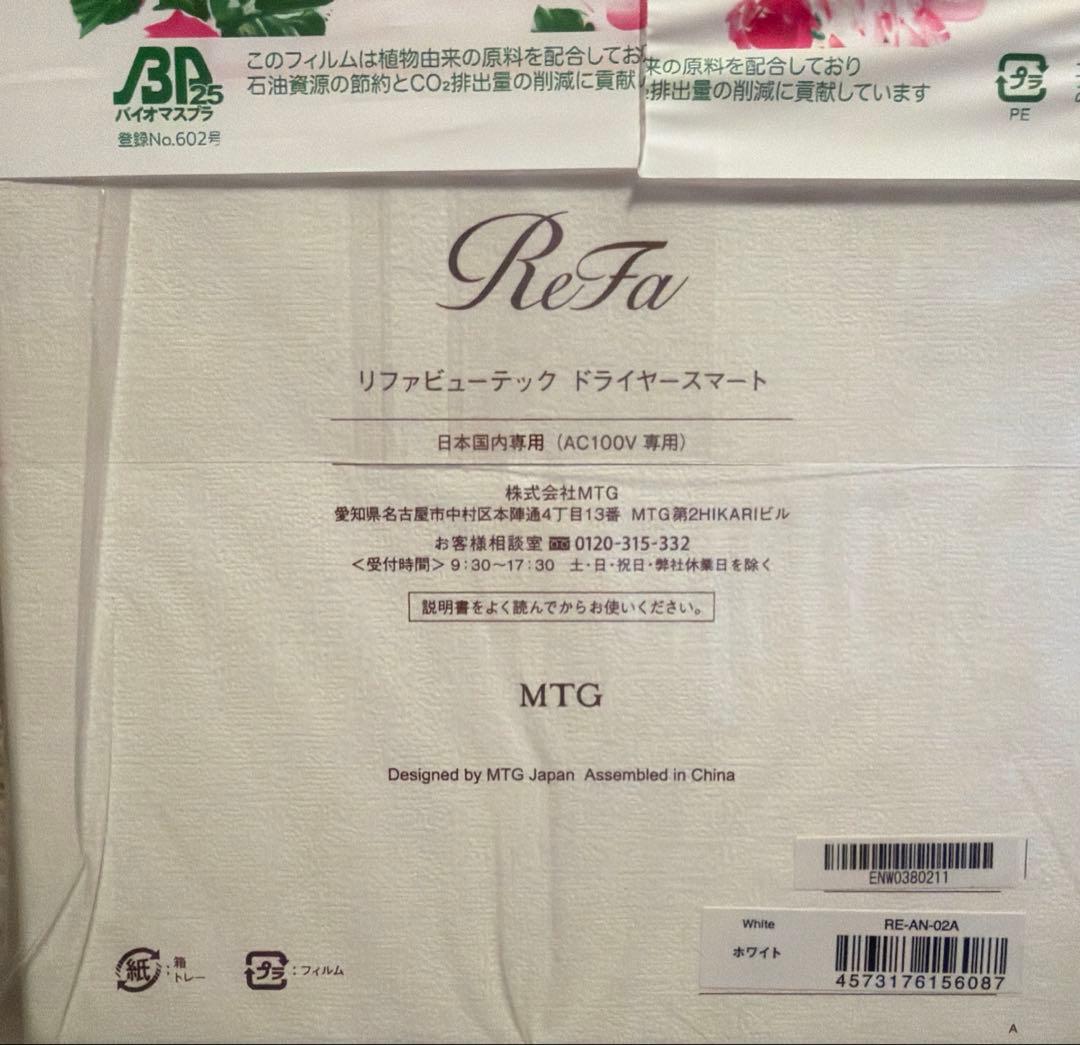 BP
25
バイオマスプラ
登録No.602号
このフィルムは植物由来の原料を配合してお
石油資源の節約とCO₂排出量の削減に貢献
来の原料を配合しており
排出量の削減に貢献しています
プラ
PE
ReFa
リファビューテック ドライヤースマート
日本国内専用（AC100V 専用）
株式会社MTG
愛知県名古屋市中村区本陣通4丁目13番 MTG第2HIKARIビル
お客様相談室 0120-315-332
＜受付時間＞9:30〜17:30 土・日・祝日・弊社休業日を除く
説明書をよく読んでからお使いください。
MTG
Designed by MTG Japan Assembled in China
ENW0380211
White RE-AN-02A
ホワイト
4573176156087
紙 : 箱
トレー
プラ : フィルム
A